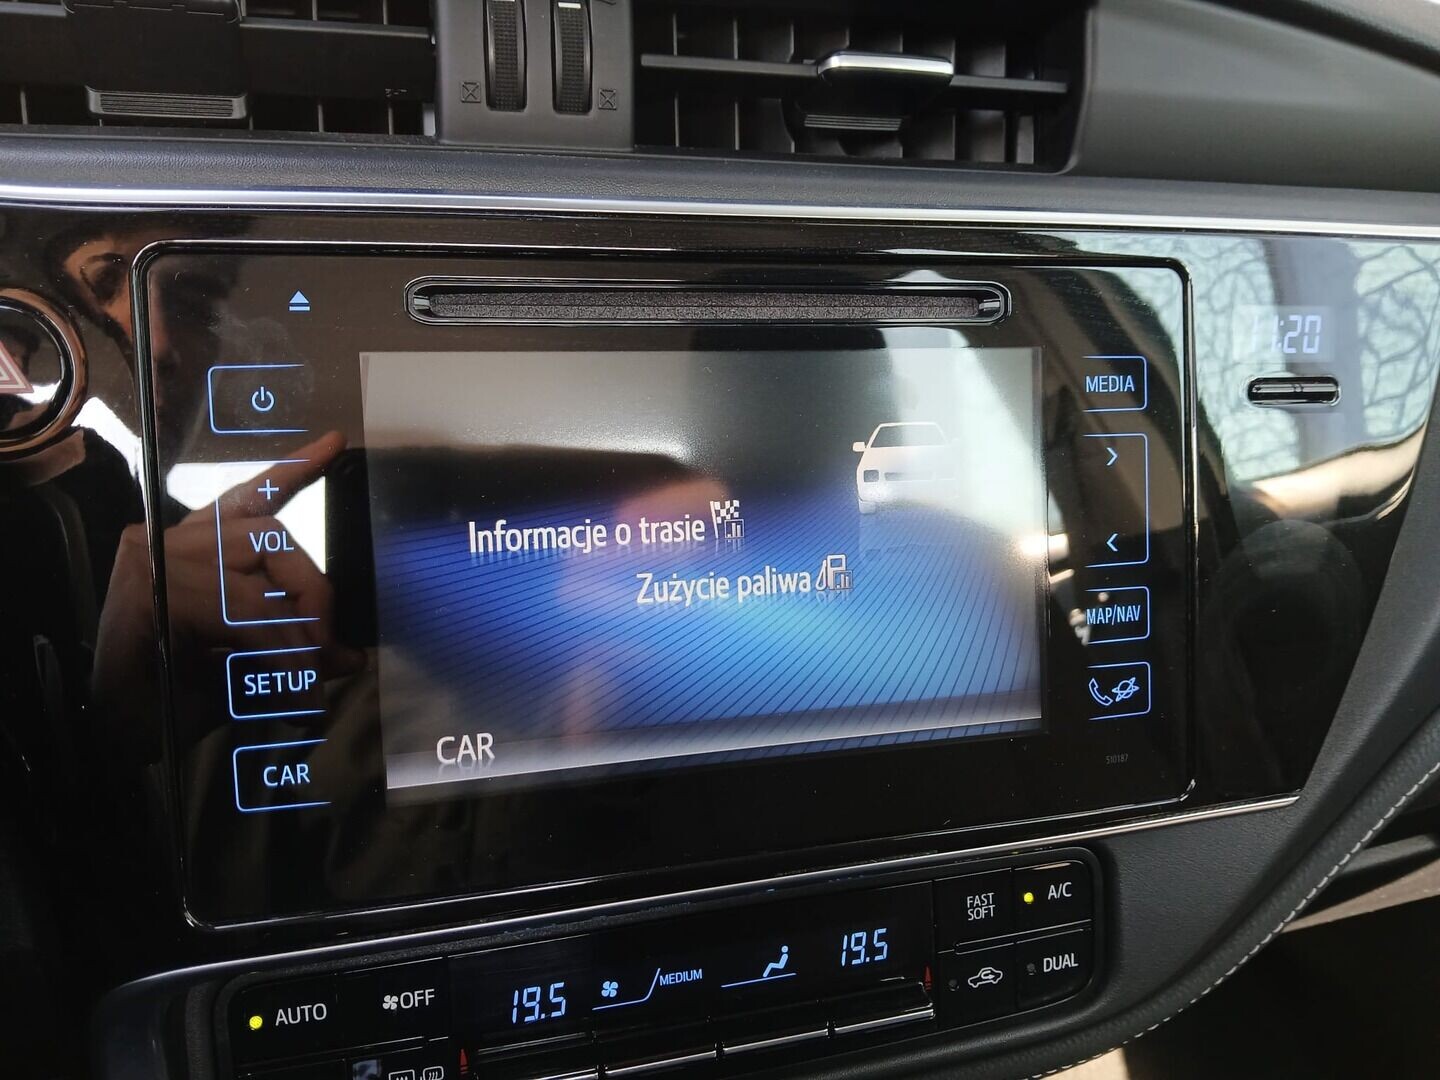 11:20
MEDIA
VOL
Informacje o trasie
Zużycie paliwa
MAP/NAV
SETUP
CAR
CAR
510187
FAST
SOFT
A/C
19.5
MEDIUM
19.5
DUAL
AUTO
OFF